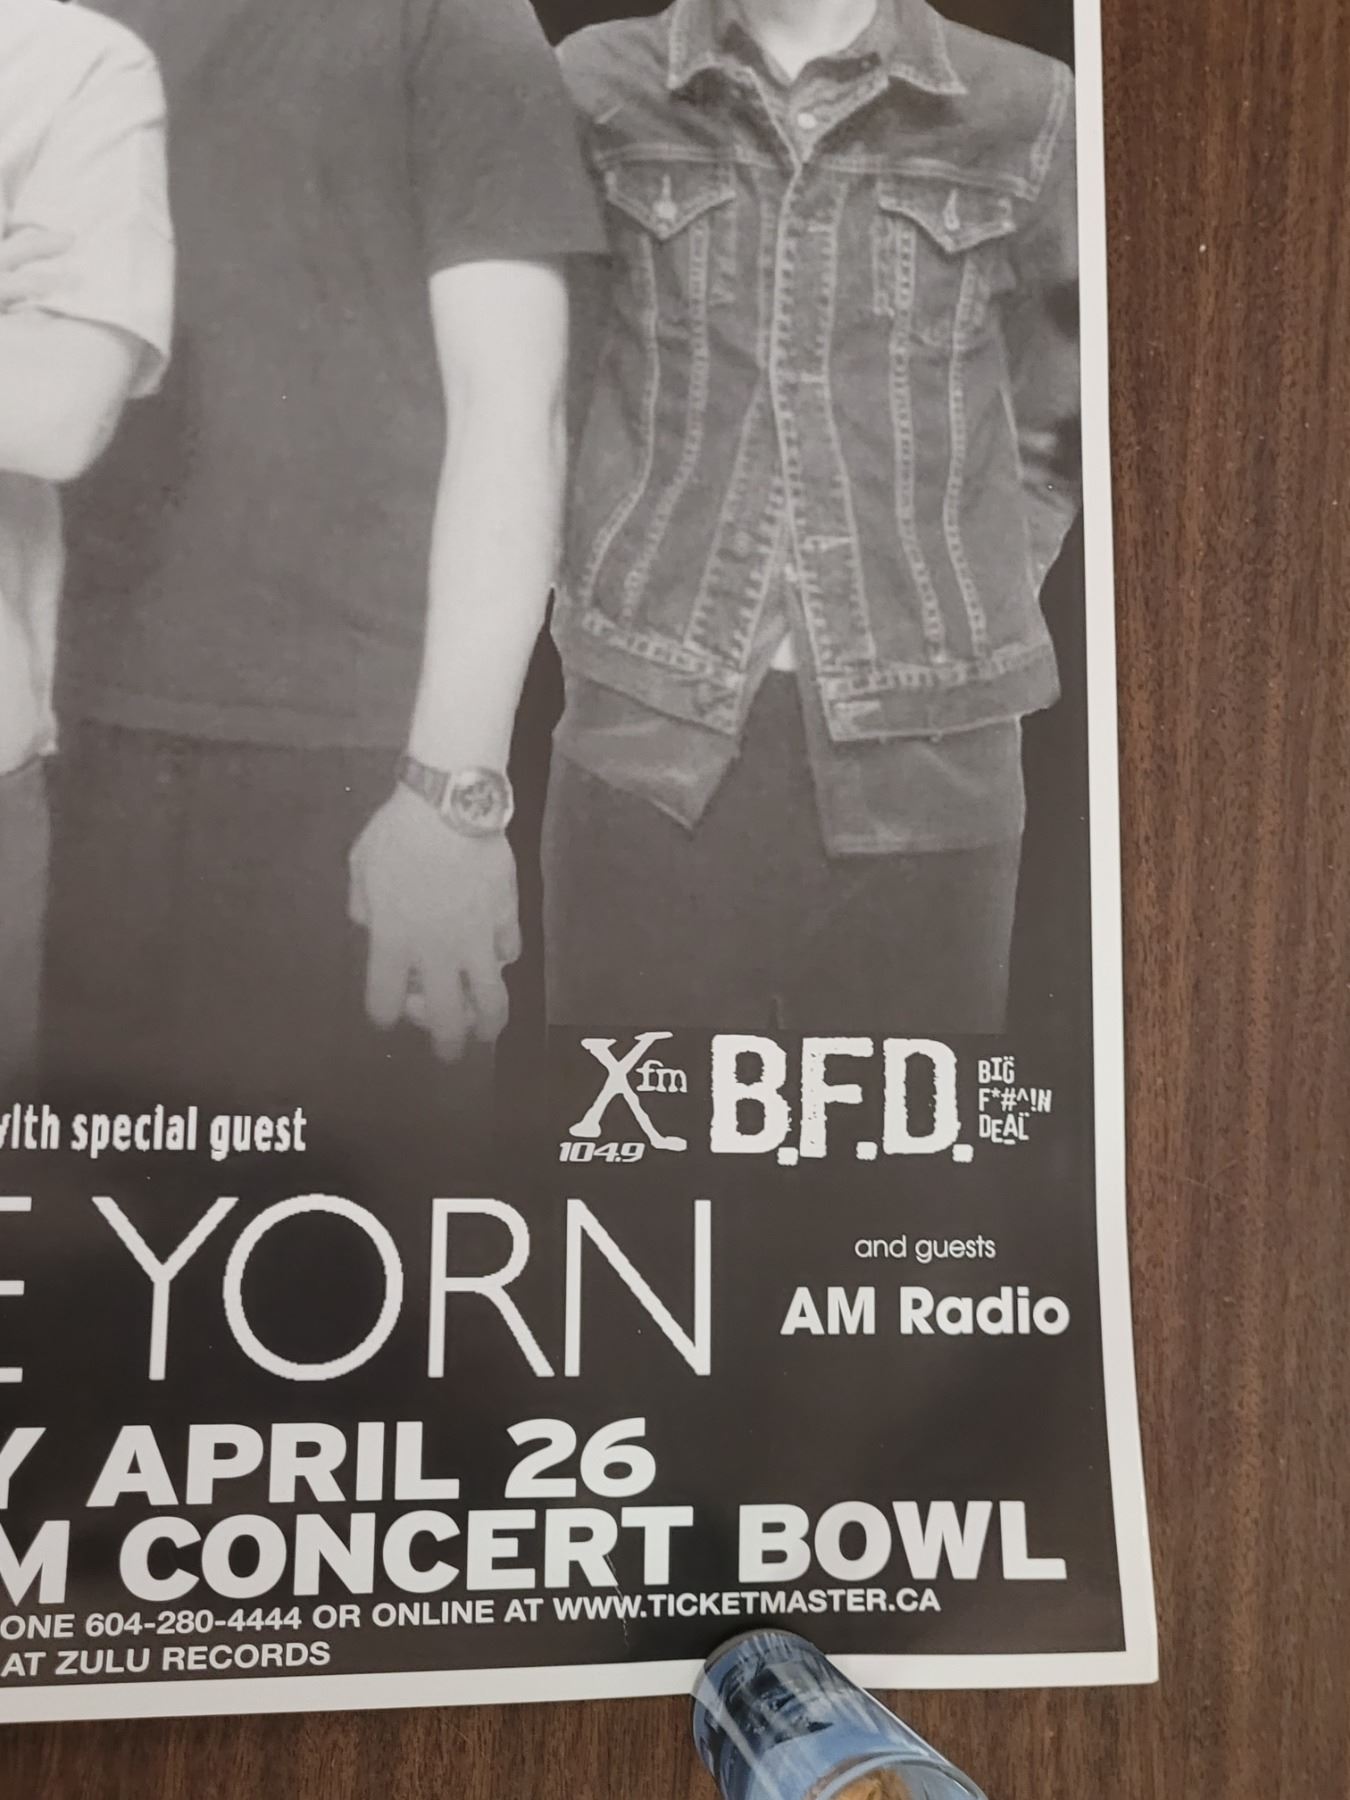 Xfm
104.9
B.F.D.
BIG
F*#^!N
DEAL
with special guest
E YORN
and guests
AM Radio
Y APRIL 26
M CONCERT BOWL
ONE 604-280-4444 OR ONLINE AT WWW.TICKETMASTER.CA
AT ZULU RECORDS